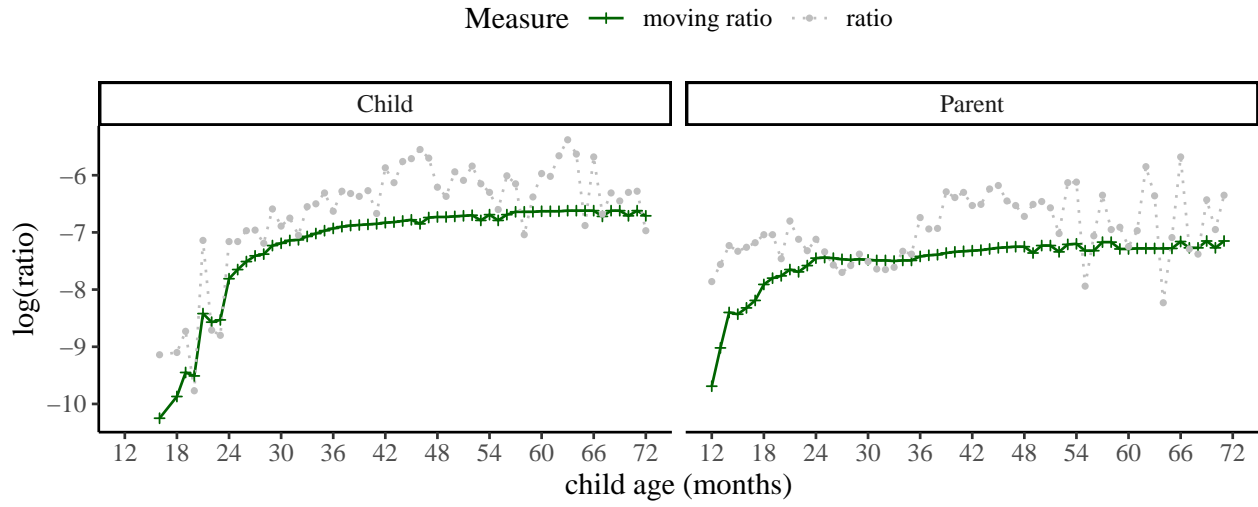 Measure moving ratio ratio
Child Parent
log(ratio)
−6
−7
−8
−9
−10
12 18 24 30 36 42 48 54 60 66 72 12 18 24 30 36 42 48 54 60 66 72
child age (months)